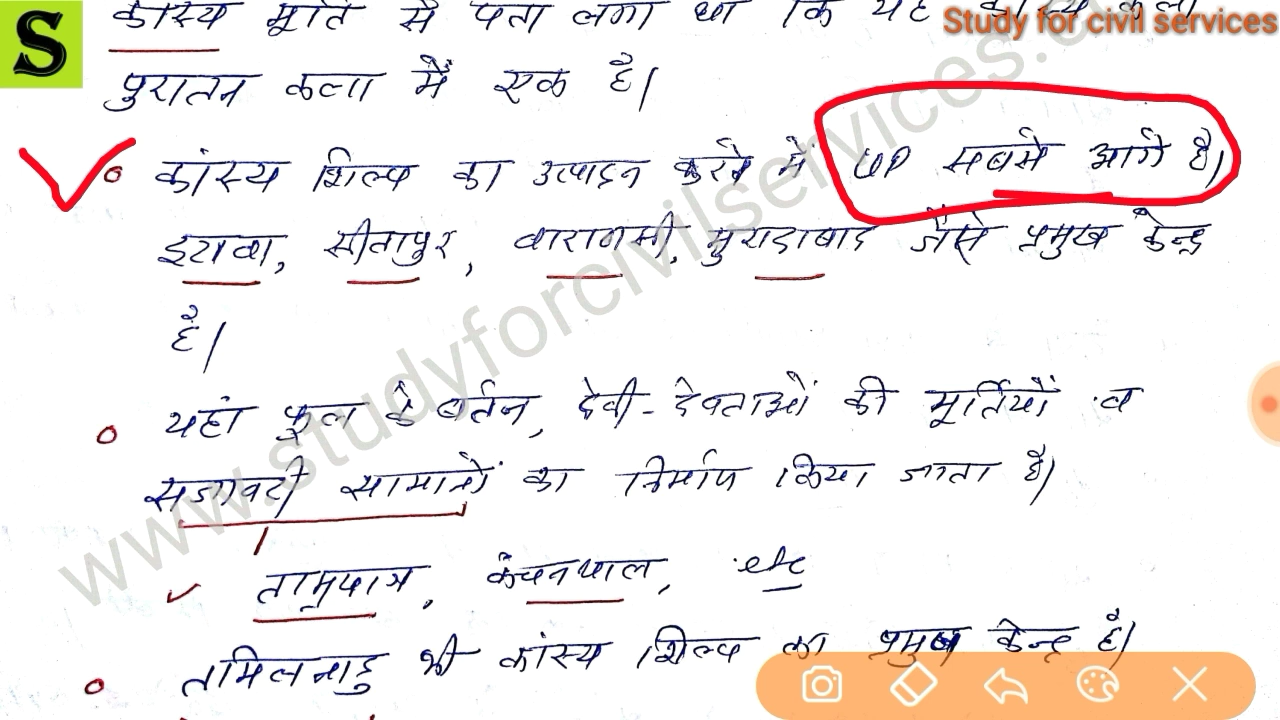 S
Study for civil services
कांस्य मूर्ति से पता लगा था कि यह कला
पुरातन कला में एक है।
कांस्य शिल्प का उत्पादन करने में UP सबसे आगे है।
इटावा, सीतापुर, वाराणसी, मुरादाबाद जैसे प्रमुख केन्द्र
है।
यहां फूल के बर्तन, देवी-देवताओं की मूर्तियों व
सजावटी सामानों का निर्माण किया जाता है।
ताम्रपात्र, कंचनथाल, etc
तमिलनाडु भी कांस्य शिल्प का प्रमुख केन्द्र है।
www.studyforcivilservices.c